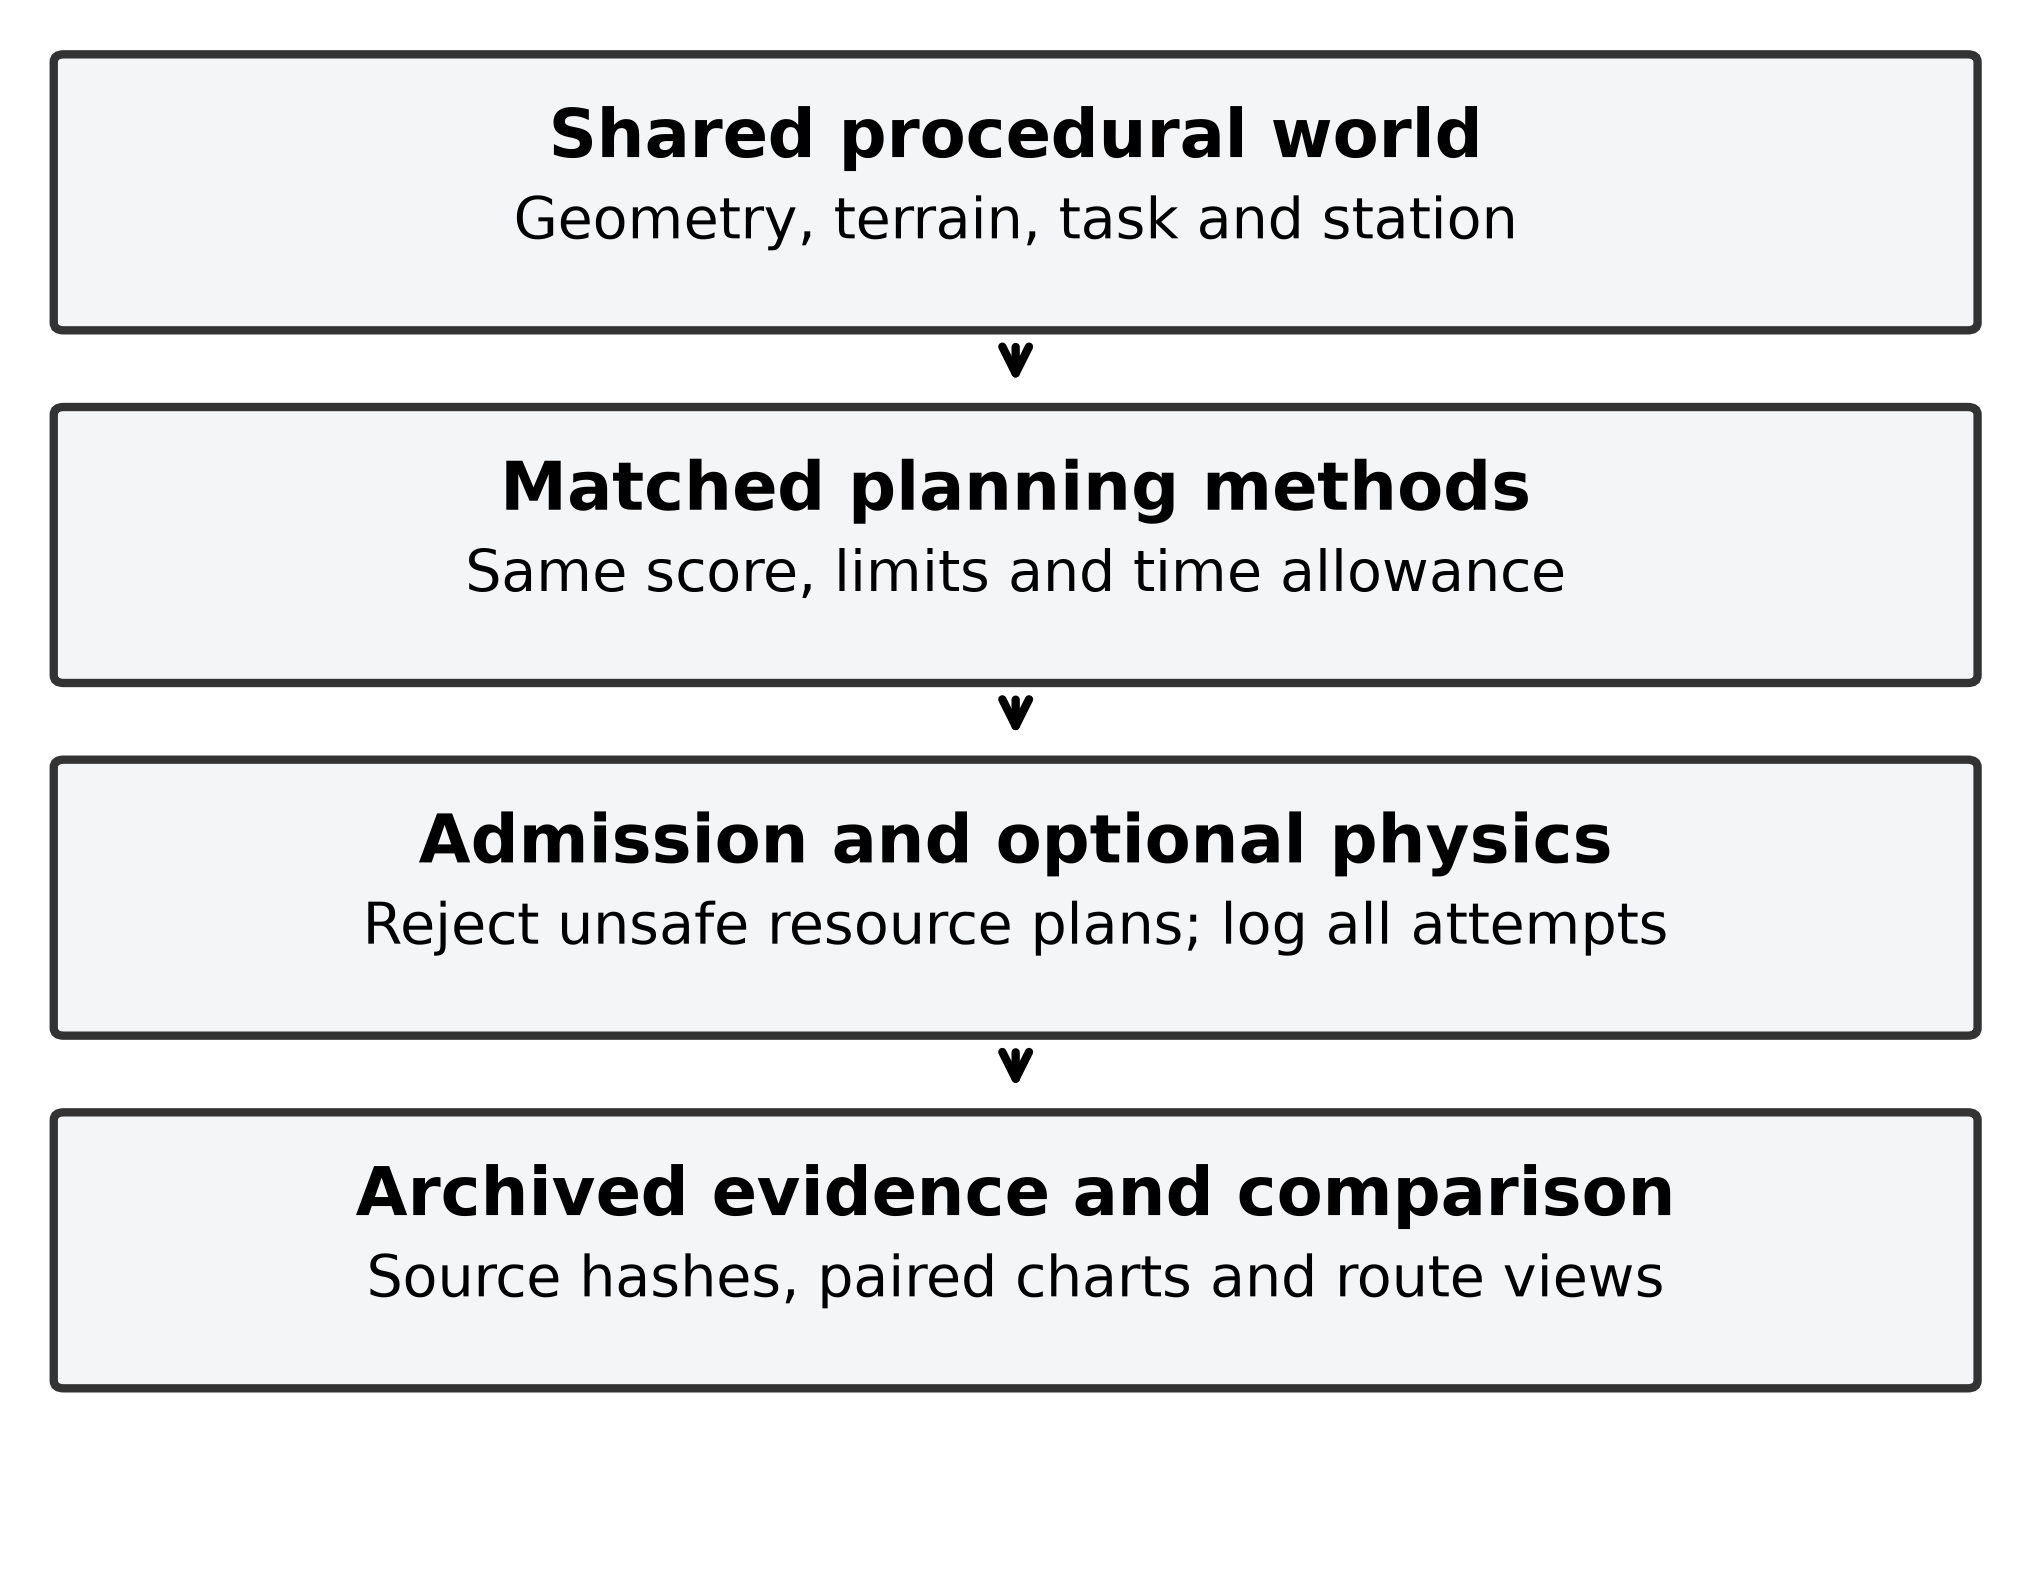 Shared procedural world
Geometry, terrain, task and station
Matched planning methods
Same score, limits and time allowance
Admission and optional physics
Reject unsafe resource plans; log all attempts
Archived evidence and comparison
Source hashes, paired charts and route views